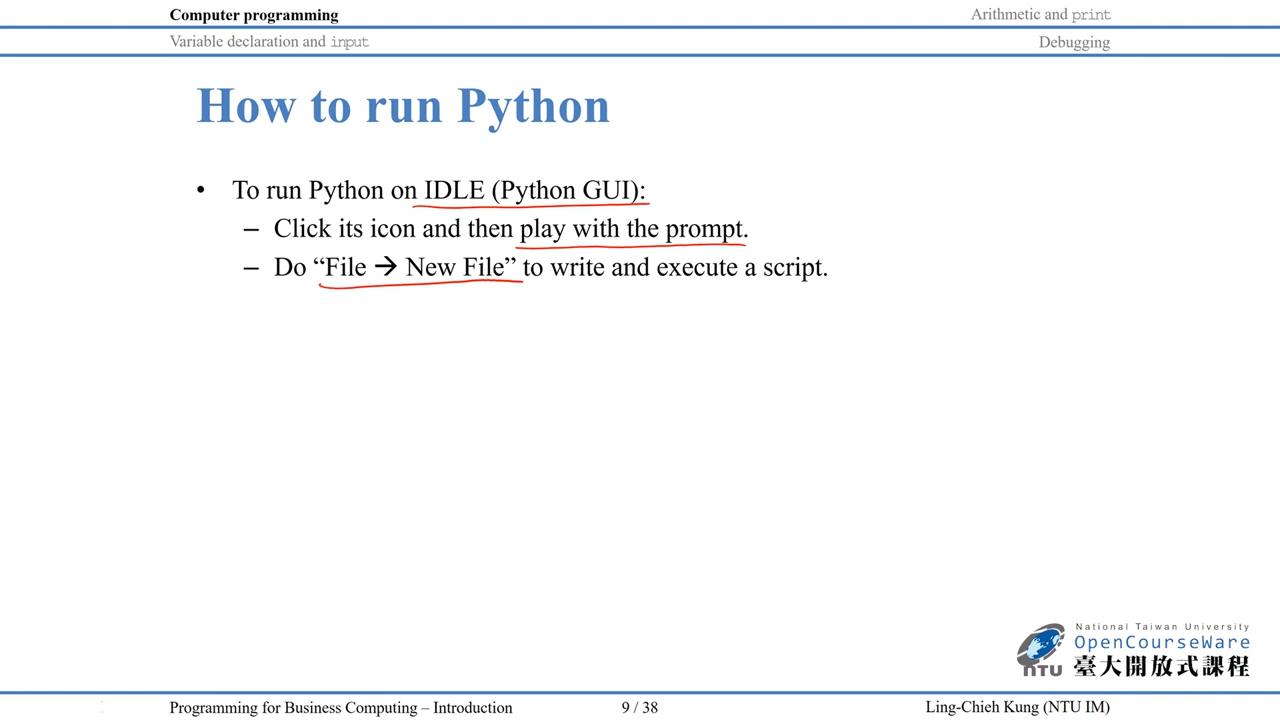 Computer programming
Arithmetic and print
Variable declaration and input
Debugging
How to run Python
• To run Python on IDLE (Python GUI):
– Click its icon and then play with the prompt.
– Do “File → New File” to write and execute a script.
National Taiwan University
OpenCourseWare
NTU 臺大開放式課程
Programming for Business Computing – Introduction
9 / 38
Ling-Chieh Kung (NTU IM)